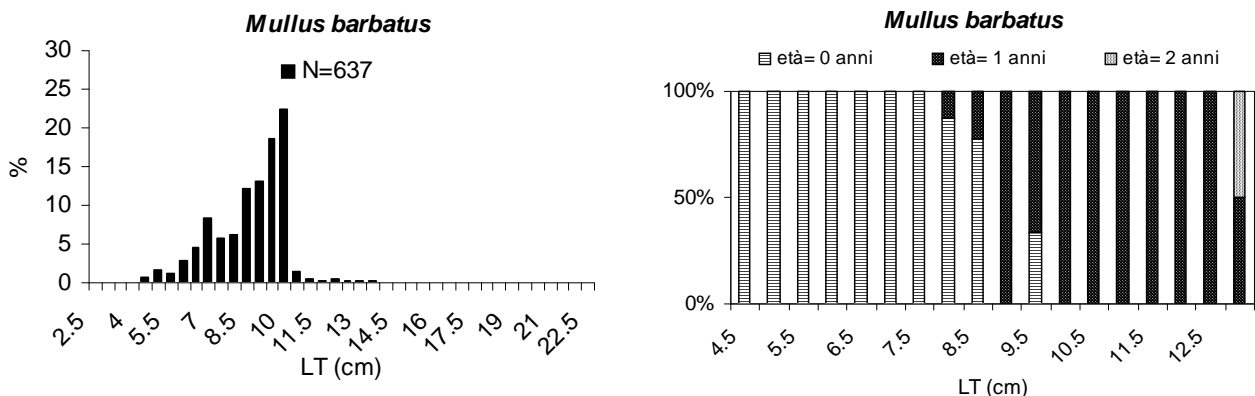 Mullus barbatus
N=637
30
25
20
15
10
5
0
%
2.5 4 5.5 7 8.5 10 11.5 13 14.5 16 17.5 19 21 22.5
LT (cm)
Mullus barbatus
età= 0 anni età= 1 anni età= 2 anni
100%
50%
0%
4.5 5.5 6.5 7.5 8.5 9.5 10.5 11.5 12.5
LT (cm)